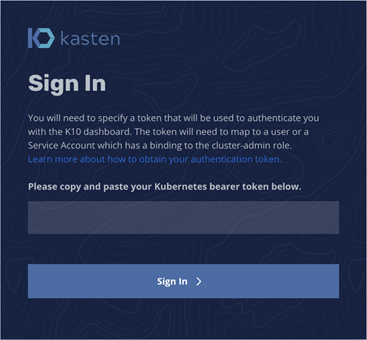 kasten
Sign In
You will need to specify a token that will be used to authenticate you
with the K10 dashboard. The token will need to map to a user or a
Service Account which has a binding to the cluster-admin role.
Learn more about how to obtain your authentication token.
Please copy and paste your Kubernetes bearer token below.
Sign In